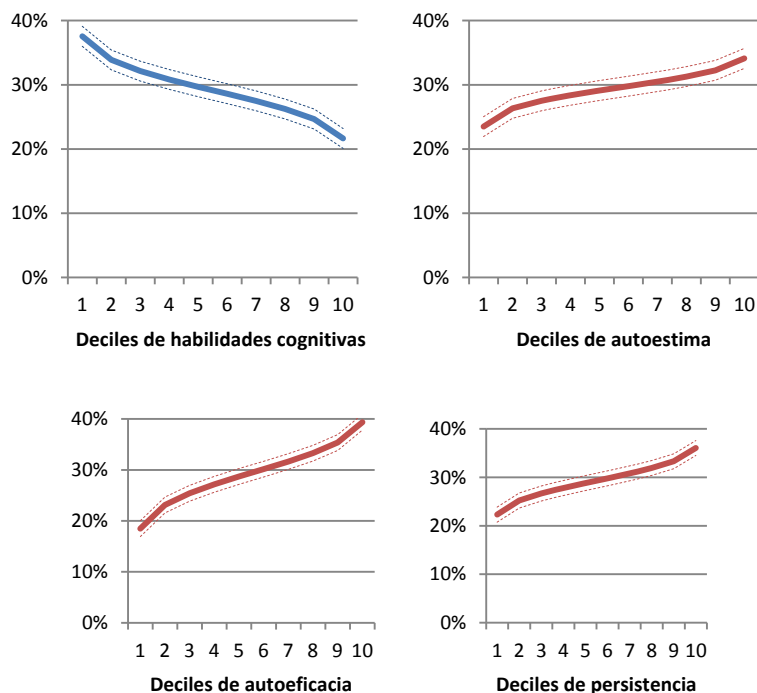 40%
30%
20%
10%
0%
1 2 3 4 5 6 7 8 9 10
Deciles de habilidades cognitivas
40%
30%
20%
10%
0%
1 2 3 4 5 6 7 8 9 10
Deciles de autoestima
40%
30%
20%
10%
0%
1 2 3 4 5 6 7 8 9 10
Deciles de autoeficacia
40%
30%
20%
10%
0%
1 2 3 4 5 6 7 8 9 10
Deciles de persistencia